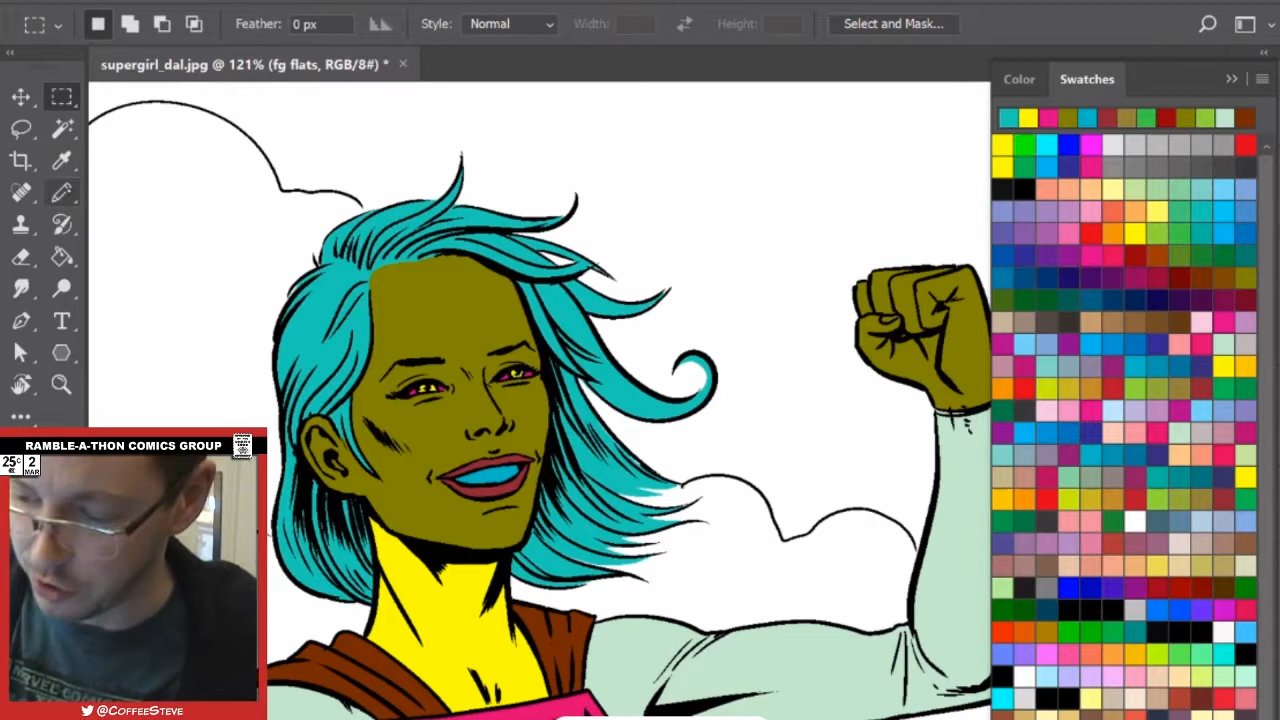 Feather: 0 px Style: Normal Width: Height: Select and Mask...
supergirl_dal.jpg @ 121% (fg flats, RGB/8#) * ×
Color Swatches
T
RAMBLE-A-THON COMICS GROUP
25¢ 2
MAR
@COFFEESTEVE